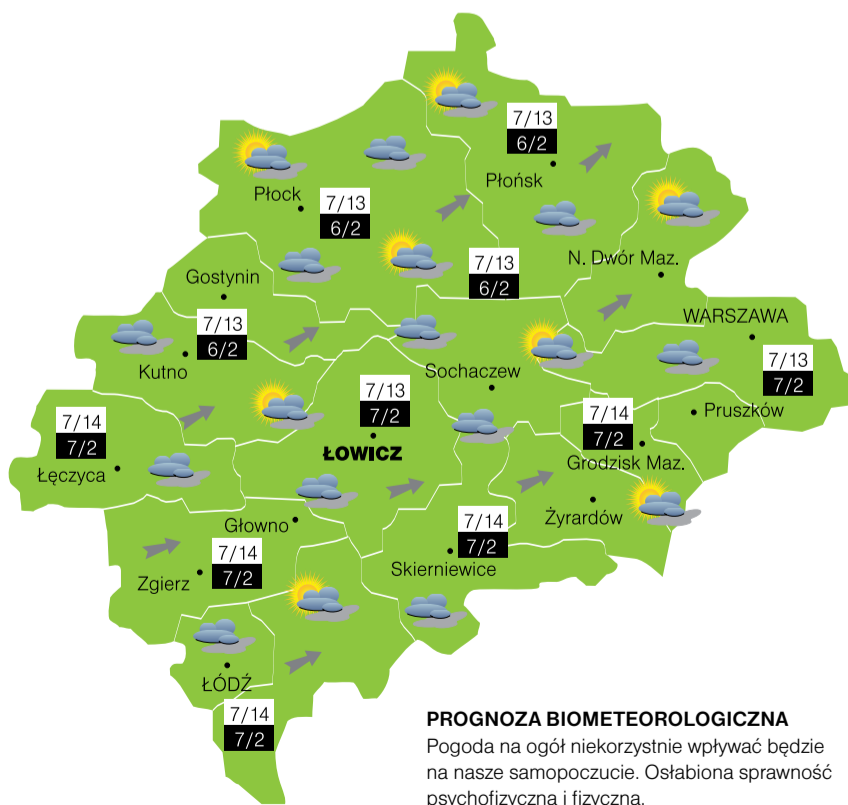 7/13
6/2
Płońsk
Płock
7/13
6/2
N. Dwór Maz.
7/13
6/2
Gostynin
WARSZAWA
7/13
6/2
Kutno
7/13
7/2
Sochaczew
7/13
7/2
ŁOWICZ
7/14
7/2
Pruszków
Grodzisk Maz.
7/14
7/2
Łęczyca
Żyrardów
Głowno
7/14
7/2
Skierniewice
7/14
7/2
Zgierz
ŁÓDŹ
7/14
7/2
PROGNOZA BIOMETEOROLOGICZNA
Pogoda na ogół niekorzystnie wpływać będzie
na nasze samopoczucie. Osłabiona sprawność
psychofizyczna i fizyczna.